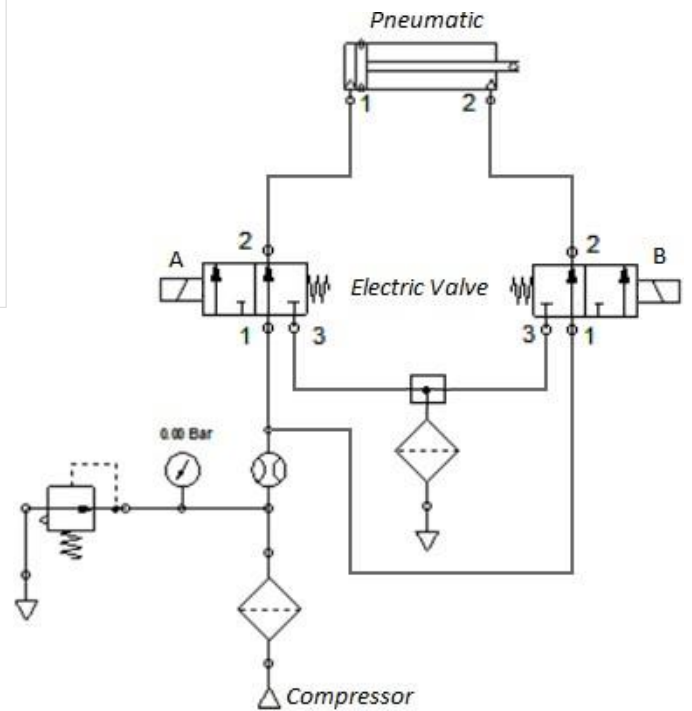 Pneumatic
1 2
2 2
A B
Electric Valve
1 3 3 1
0.00 Bar
Compressor